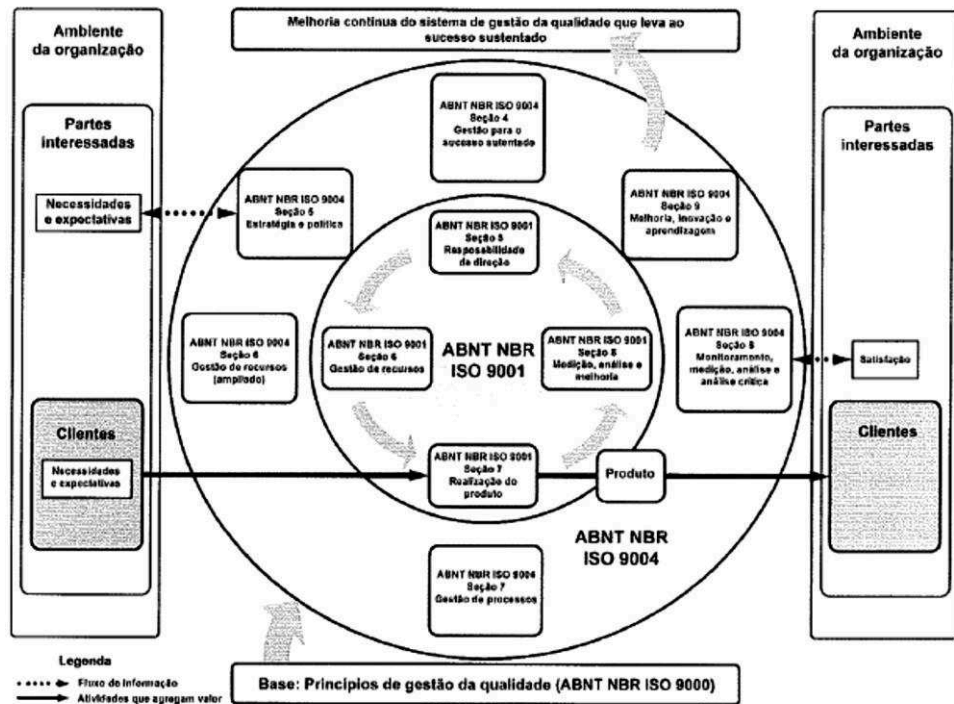 Melhoria contínua do sistema de gestão da qualidade que leva ao
sucesso sustentado
Ambiente
da organização
Partes
interessadas
Necessidades
e expectativas
Clientes
Necessidades
e expectativas
ABNT NBR ISO 9004
Seção 4
Gestão para o
sucesso sutentado
ABNT NBR ISO 9004
Seção 5
Estratégia e política
ABNT NBR ISO 9004
Seção 9
Melhoria, inovação e
aprendizagem
ABNT NBR ISO 9001
Seção 5
Resposabilidade
da direção
ABNT NBR ISO 9004
Seção 6
Gestão de recursos
(ampliado)
ABNT NBR ISO 9001
Seção 6
Gestão de recursos
ABNT NBR
ISO 9001
ABNT NBR ISO 9001
Seção 8
Medição, análise e
melhoria
ABNT NBR ISO 9004
Seção 8
Monitoramento,
medição, análise e
análise crítica
ABNT NBR ISO 9001
Seção 7
Realização do
produto
Produto
ABNT NBR
ISO 9004
ABNT NBR ISO 9004
Seção 7
Gestão de processos
Ambiente
da organização
Partes
interessadas
Satisfação
Clientes
Legenda
Fluxo de informação
Atividades que agregam valor
Base: Princípios de gestão da qualidade (ABNT NBR ISO 9000)